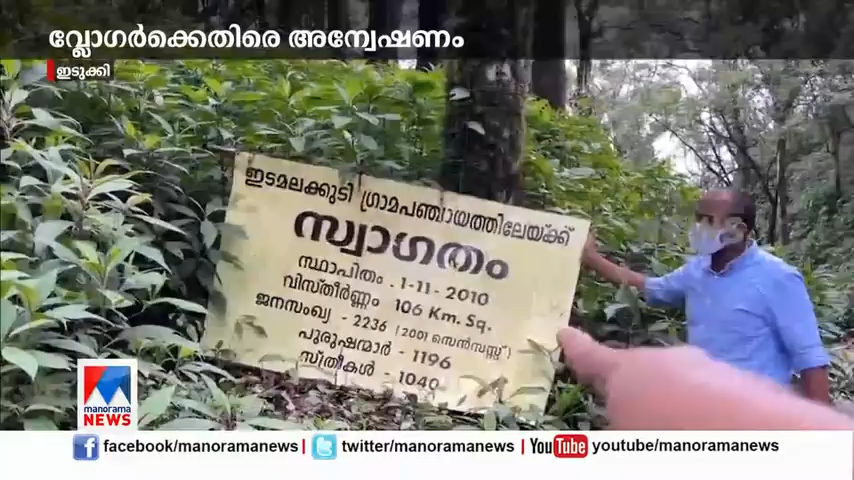 വ്ലോഗർക്കെതിരെ അന്വേഷണം
ഇടുക്കി
ഇടമലക്കുടി ഗ്രാമപഞ്ചായത്തിലേയ്ക്ക്
സ്വാഗതം
സ്ഥാപിതം - 1-11- 2010
വിസ്തീർണ്ണം 106 Km. Sq.
ജനസംഖ്യ - 2236 (2001 സെൻസസ്സ്)
പുരുഷന്മാർ - 1196
സ്ത്രീകൾ - 1040
manorama
NEWS
facebook/manoramanews
twitter/manoramanews
YouTube youtube/manoramanews